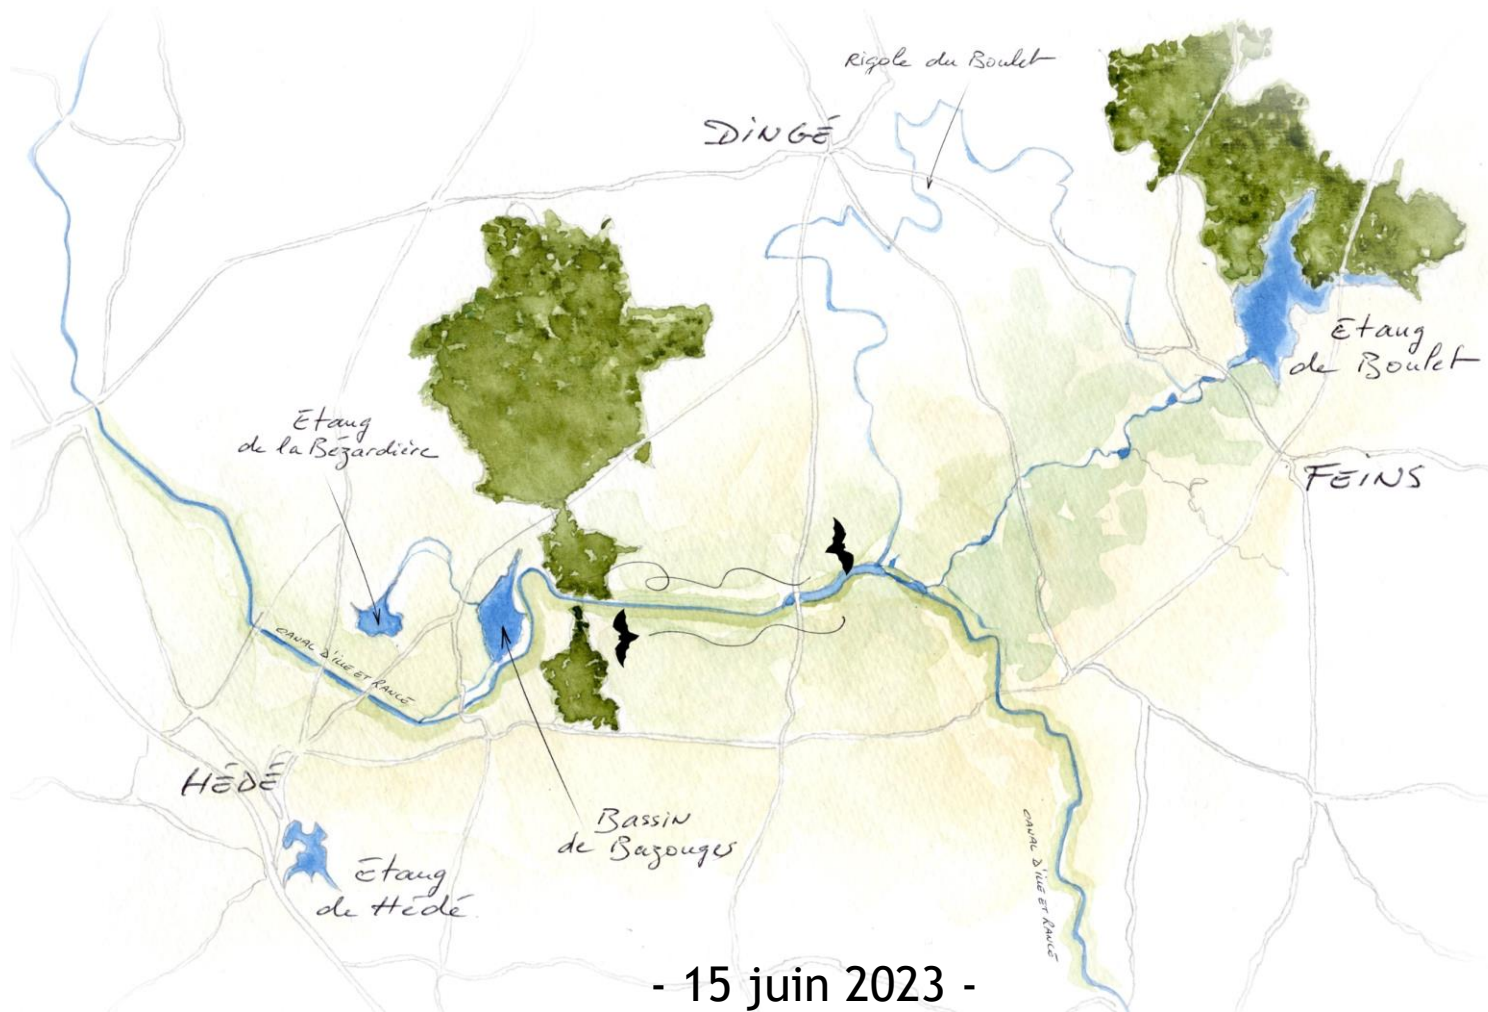 Rigole du Boulet
DINGÉ
Etang
de Boulet
Etang
de la Bézardière
FEINS
CANAL D'ILLE ET RANCE
HÉDÉ
Bassin
de Bazouges
CANAL D'ILLE ET RANCE
Etang
de Hédé
- 15 juin 2023 -